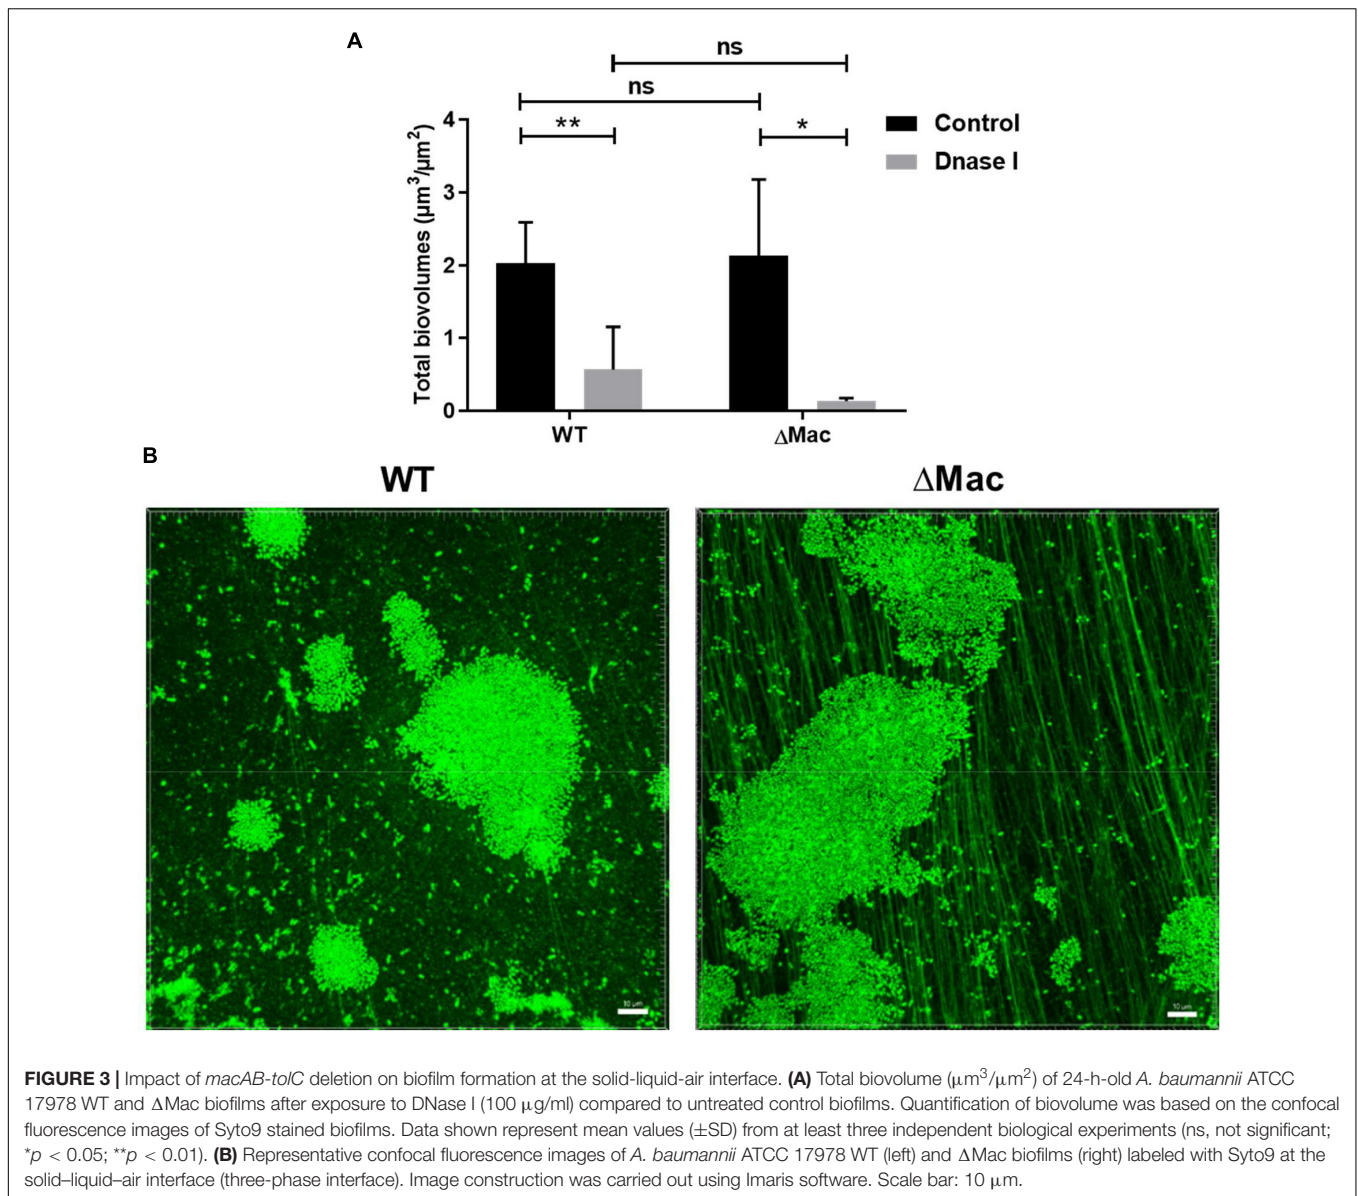 A
ns
ns
** *
4
3
2
1
0
Total biovolumes (μm³/μm²)
Control
Dnase I
WT ΔMac
B
WT ΔMac
10 μm 10 μm
FIGURE 3 | Impact of macAB-tolC deletion on biofilm formation at the solid-liquid-air interface. (A) Total biovolume (μm³/μm²) of 24-h-old A. baumannii ATCC
17978 WT and ΔMac biofilms after exposure to DNase I (100 μg/ml) compared to untreated control biofilms. Quantification of biovolume was based on the confocal
fluorescence images of Syto9 stained biofilms. Data shown represent mean values (±SD) from at least three independent biological experiments (ns, not significant;
*p < 0.05; **p < 0.01). (B) Representative confocal fluorescence images of A. baumannii ATCC 17978 WT (left) and ΔMac biofilms (right) labeled with Syto9 at the
solid–liquid–air interface (three-phase interface). Image construction was carried out using Imaris software. Scale bar: 10 μm.